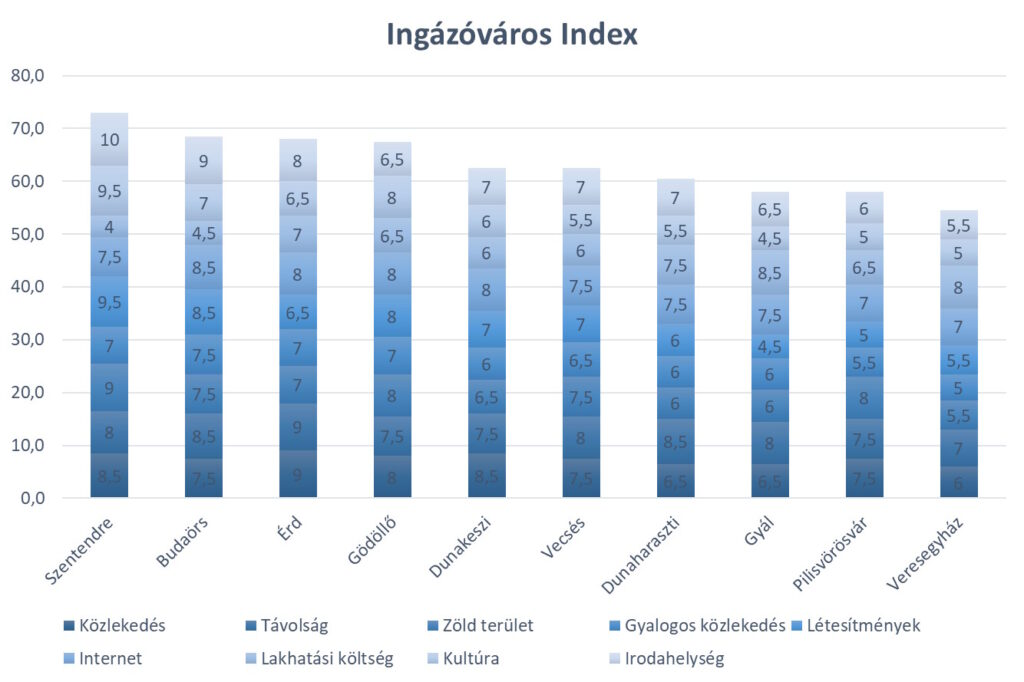 Ingázóváros Index
80,0
70,0
60,0
50,0
40,0
30,0
20,0
10,0
0,0
10 9 8 6,5 7 7 7 6,5 6 5,5
9,5 7 6,5 8 6 5,5 5,5 4,5 5 5
4 4,5 7 6,5 6 6 7,5 8,5 6,5 8
7,5 8,5 8 8 8 7,5 7,5 7,5 7 7
9,5 8,5 6,5 8 7 7 6 4,5 5 5,5
7 7,5 7 7 6 6,5 6 6 5,5 5
9 7,5 7 8 6,5 7,5 6 6 8 5,5
8 8,5 9 7,5 7,5 8 8,5 8 7,5 7
8,5 7,5 9 8 8,5 7,5 6,5 6,5 7,5 6
Szentendre
Budaörs
Érd
Gödöllő
Dunakeszi
Vecsés
Dunaharaszti
Gyál
Pilisvörösvár
Veresegyház
Közlekedés Távolság Zöld terület Gyalogos közlekedés Létesítmények
Internet Lakhatási költség Kultúra Irodahelység